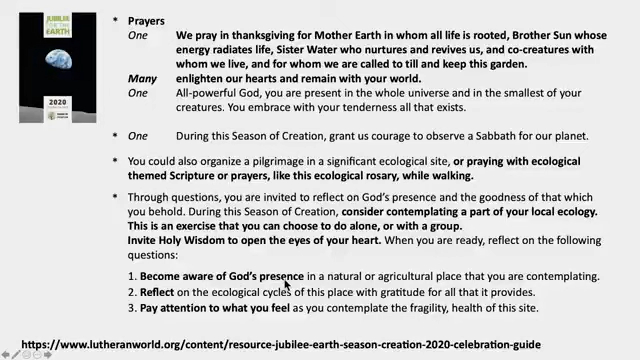 JUBILEE
FOR THE
EARTH
2020
* Prayers
One We pray in thanksgiving for Mother Earth in whom all life is rooted, Brother Sun whose
energy radiates life, Sister Water who nurtures and revives us, and co-creatures with
whom we live, and for whom we are called to till and keep this garden.
Many enlighten our hearts and remain with your world.
One All-powerful God, you are present in the whole universe and in the smallest of your
creatures. You embrace with your tenderness all that exists.
* One During this Season of Creation, grant us courage to observe a Sabbath for our planet.
* You could also organize a pilgrimage in a significant ecological site, or praying with ecological
themed Scripture or prayers, like this ecological rosary, while walking.
* Through questions, you are invited to reflect on God’s presence and the goodness of that which
you behold. During this Season of Creation, consider contemplating a part of your local ecology.
This is an exercise that you can choose to do alone, or with a group.
Invite Holy Wisdom to open the eyes of your heart. When you are ready, reflect on the following
questions:
1. Become aware of God’s presence in a natural or agricultural place that you are contemplating.
2. Reflect on the ecological cycles of this place with gratitude for all that it provides.
3. Pay attention to what you feel as you contemplate the fragility, health of this site.
https://www.lutheranworld.org/content/resource-jubilee-earth-season-creation-2020-celebration-guide